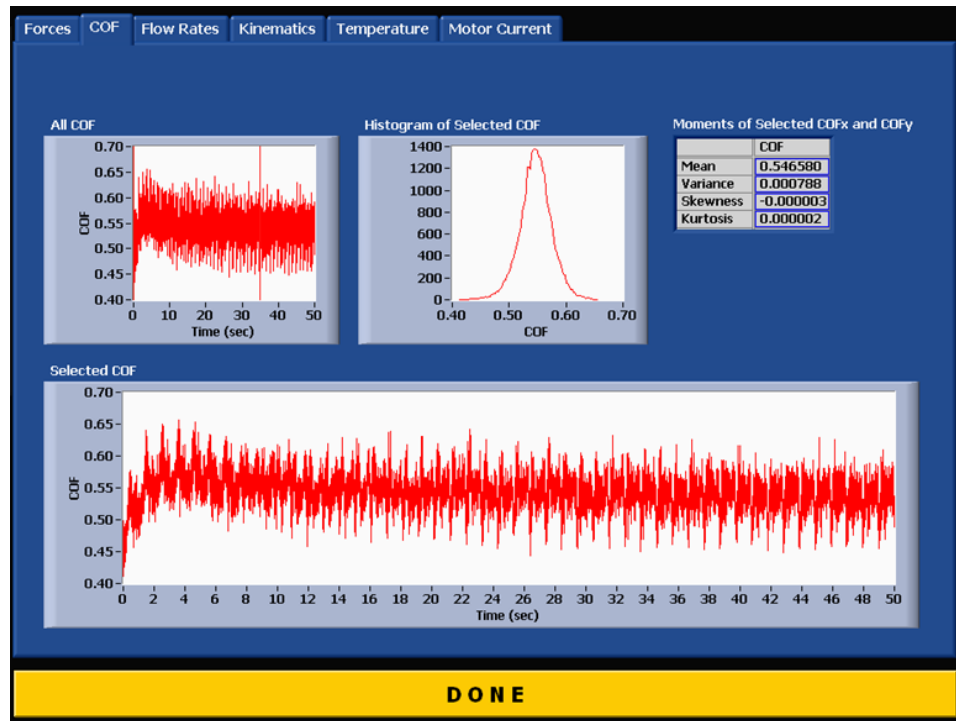 Forces COF Flow Rates Kinematics Temperature Motor Current
All COF
0.70
0.65
0.60
0.55
0.50
0.45
0.40
COF
0 10 20 30 40 50
Time (sec)
Histogram of Selected COF
1400
1200
1000
800
600
400
200
0
0.40 0.50 0.60 0.70
COF
Moments of Selected COFx and COFy
COF
Mean 0.546580
Variance 0.000788
Skewness -0.000003
Kurtosis 0.000002
Selected COF
0.70
0.65
0.60
0.55
0.50
0.45
0.40
COF
0 2 4 6 8 10 12 14 16 18 20 22 24 26 28 30 32 34 36 38 40 42 44 46 48 50
Time (sec)
DONE